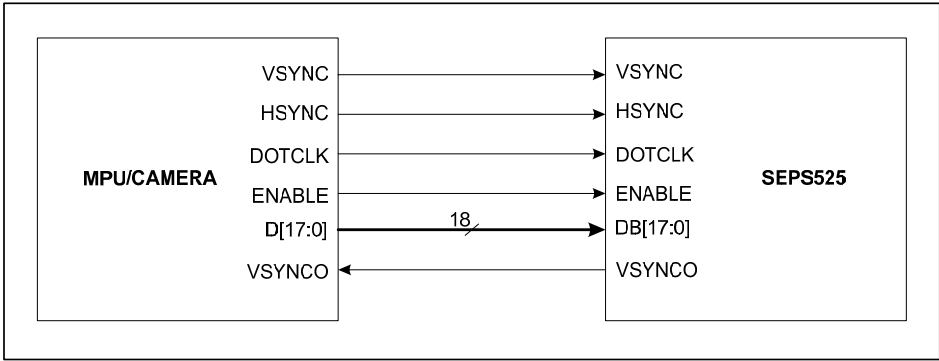 VSYNC VSYNC
HSYNC HSYNC
DOTCLK DOTCLK
MPU/CAMERA SEPS525
ENABLE ENABLE
18
D[17:0] DB[17:0]
VSYNCO VSYNCO